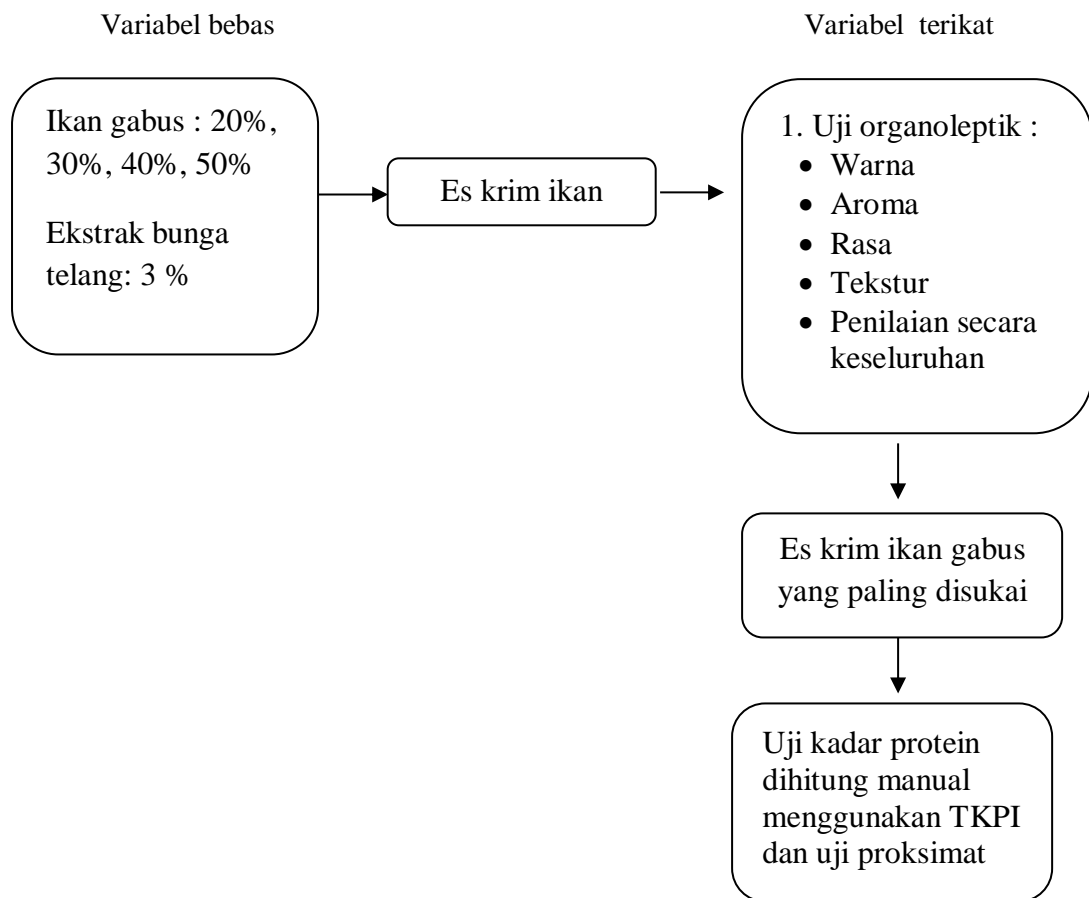 Variabel bebas
Variabel  terikat
Ikan gabus : 20%,
30%, 40%, 50%
Ekstrak bunga
telang: 3 %
Es krim ikan
1. Uji organoleptik :
• Warna
• Aroma
• Rasa
• Tekstur
• Penilaian secara
keseluruhan
Es krim ikan gabus
yang paling disukai
Uji kadar protein
dihitung manual
menggunakan TKPI
dan uji proksimat